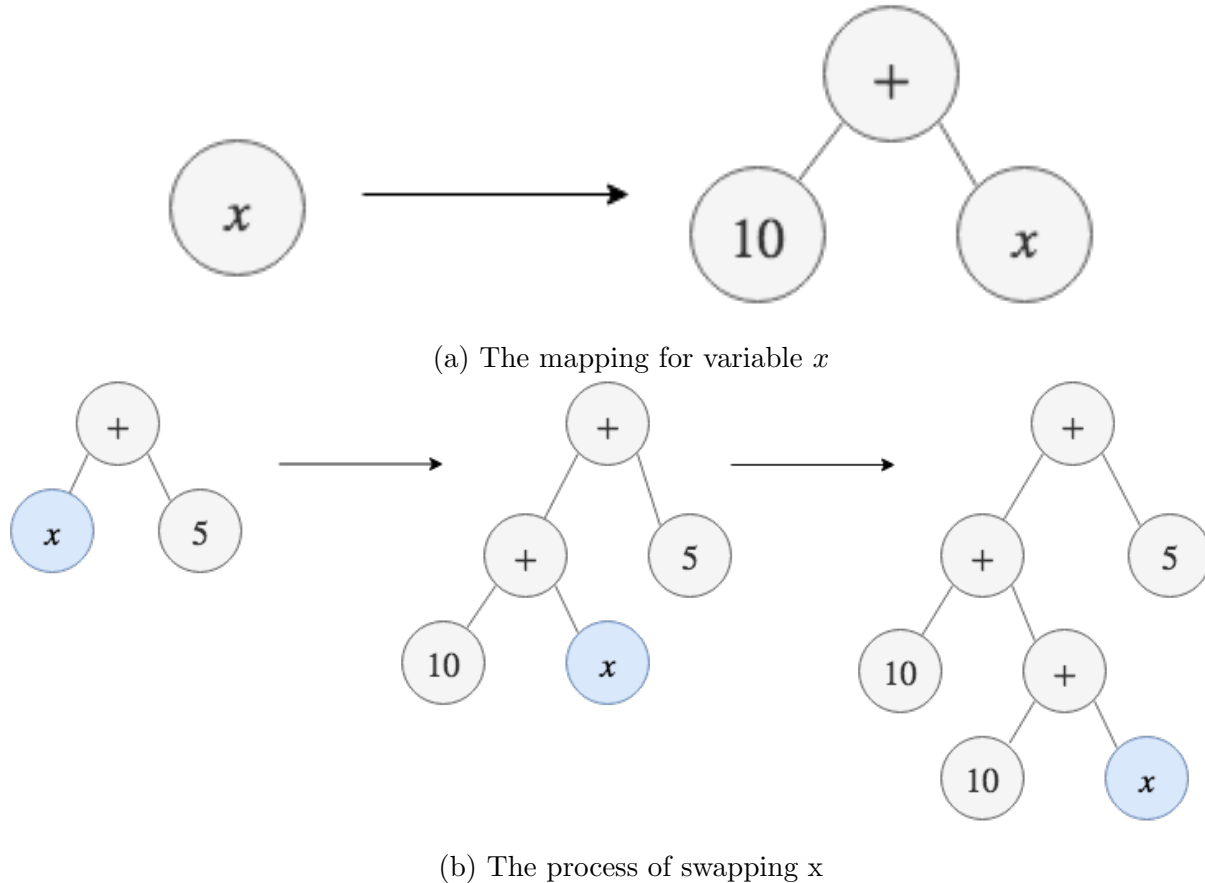 +
x
10
x
(a) The mapping for variable x
+ + +
x 5 + 5 + 5
10 x 10 +
10 x
(b) The process of swapping x